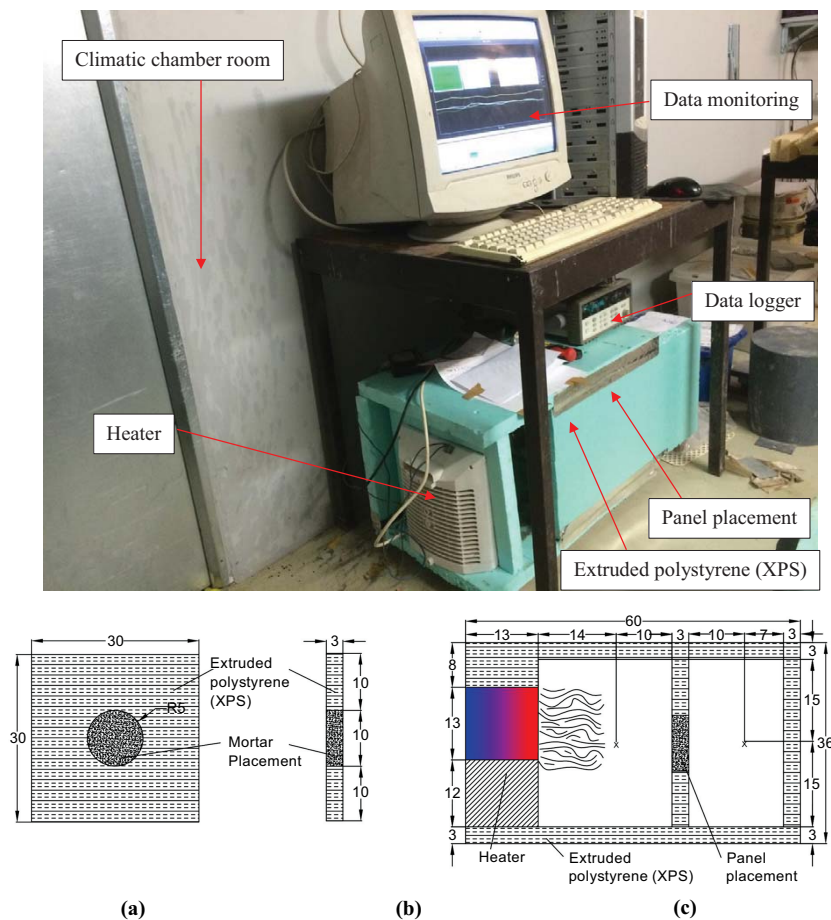 Climatic chamber room
Data monitoring
PHILIPS
Data logger
Heater
Panel placement
Extruded polystyrene (XPS)
30
30
Extruded
polystyrene
(XPS)
R5
Mortar
Placement
3
10
10
10
60
13 14 10 3 10 7 3
8
13
12
3
3
15
15
36
3
Heater
Extruded
polystyrene (XPS)
Panel
placement
(a) (b) (c)